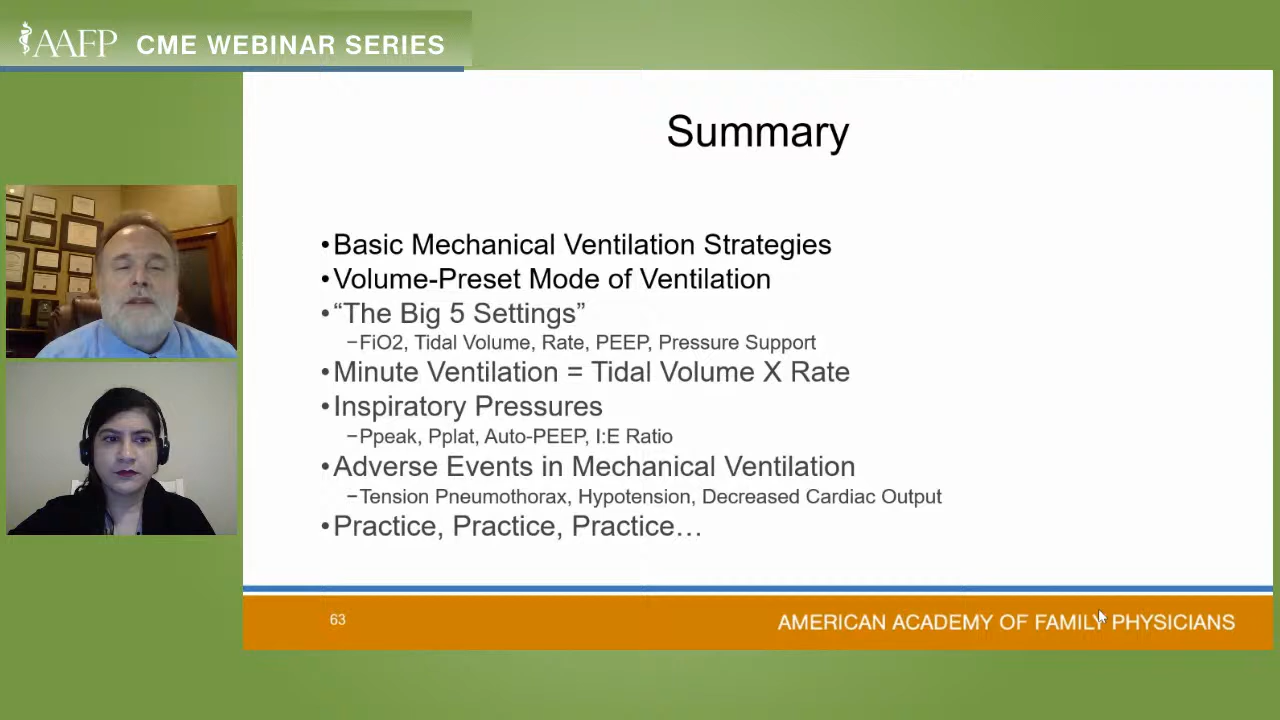 AAFP CME WEBINAR SERIES
Summary
•Basic Mechanical Ventilation Strategies
•Volume-Preset Mode of Ventilation
•“The Big 5 Settings”
−FiO2, Tidal Volume, Rate, PEEP, Pressure Support
•Minute Ventilation = Tidal Volume X Rate
•Inspiratory Pressures
−Ppeak, Pplat, Auto-PEEP, I:E Ratio
•Adverse Events in Mechanical Ventilation
−Tension Pneumothorax, Hypotension, Decreased Cardiac Output
•Practice, Practice, Practice…
63
AMERICAN ACADEMY OF FAMILY PHYSICIANS